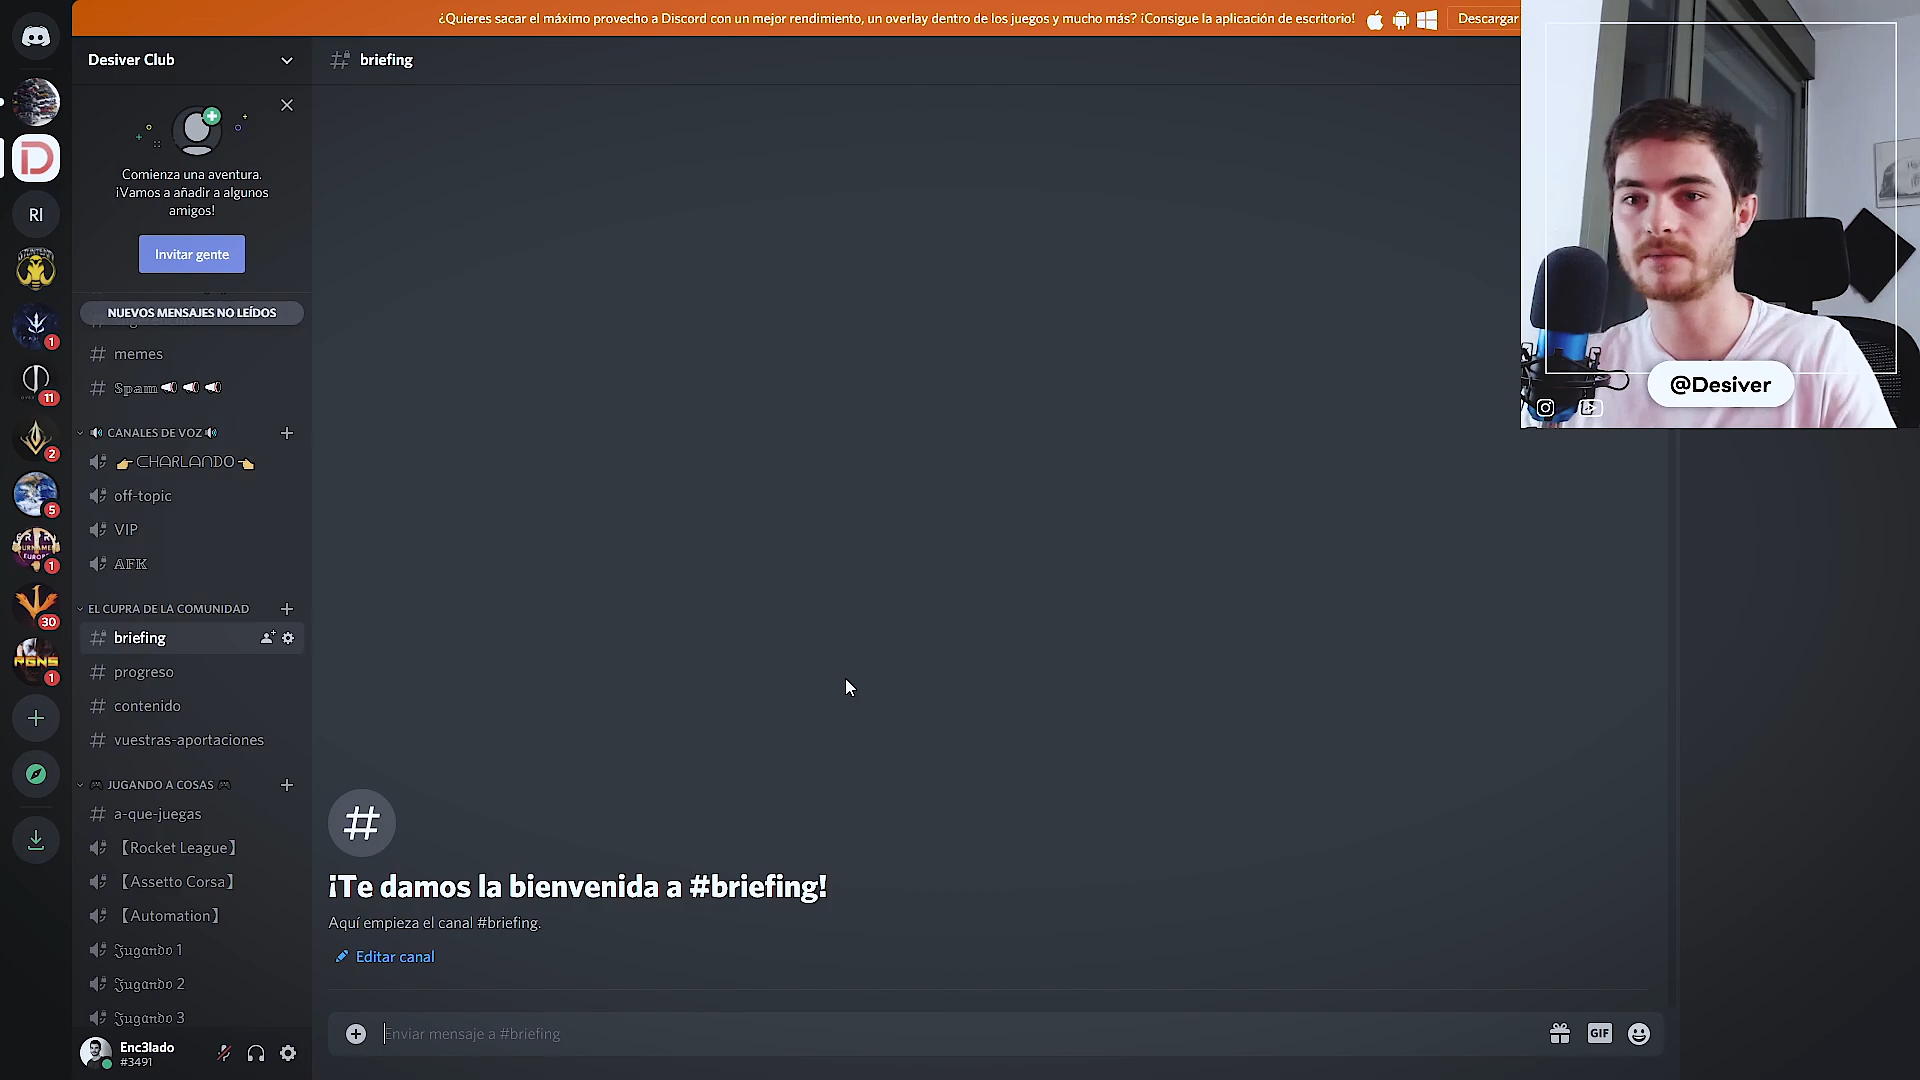 ¿Quieres sacar el máximo provecho a Discord con un mejor rendimiento, un overlay dentro de los juegos y mucho más? ¡Consigue la aplicación de escritorio!
Descargar
Desiver Club
briefing
Comienza una aventura.
¡Vamos a añadir a algunos
amigos!
Invitar gente
NUEVOS MENSAJES NO LEÍDOS
memes
𝕊𝕡𝕒𝕞
CANALES DE VOZ
CHARLANDO
off-topic
VIP
𝔸𝔽𝕂
EL CUPRA DE LA COMUNIDAD
briefing
progreso
contenido
vuestras-aportaciones
JUGANDO A COSAS
a-que-juegas
【Rocket League】
【Assetto Corsa】
【Automation】
𝔍𝔲𝔤𝔞𝔫𝔡𝔬 1
𝔍𝔲𝔤𝔞𝔫𝔡𝔬 2
𝔍𝔲𝔤𝔞𝔫𝔡𝔬 3
Enc3lado
#3491
D
RI
1
11
2
5
1
30
RGNS
1
¡Te damos la bienvenida a #briefing!
Aquí empieza el canal #briefing.
Editar canal
Enviar mensaje a #briefing
GIF
@Desiver